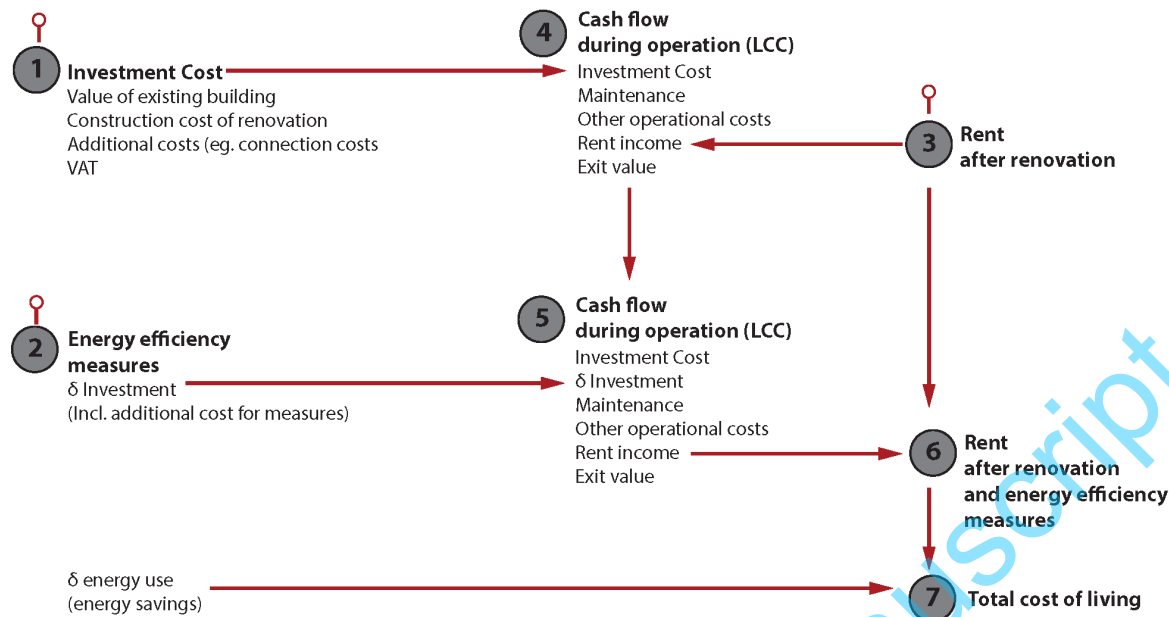 1
Investment Cost
Value of existing building
Construction cost of renovation
Additional costs (eg. connection costs
VAT
4
Cash flow
during operation (LCC)
Investment Cost
Maintenance
Other operational costs
Rent income
Exit value
3
Rent
after renovation
2
Energy efficiency
measures
δ Investment
(Incl. additional cost for measures)
5
Cash flow
during operation (LCC)
Investment Cost
δ Investment
Maintenance
Other operational costs
Rent income
Exit value
6
Rent
after renovation
and energy efficiency
measures
δ energy use
(energy savings)
7
Total cost of living
uscript